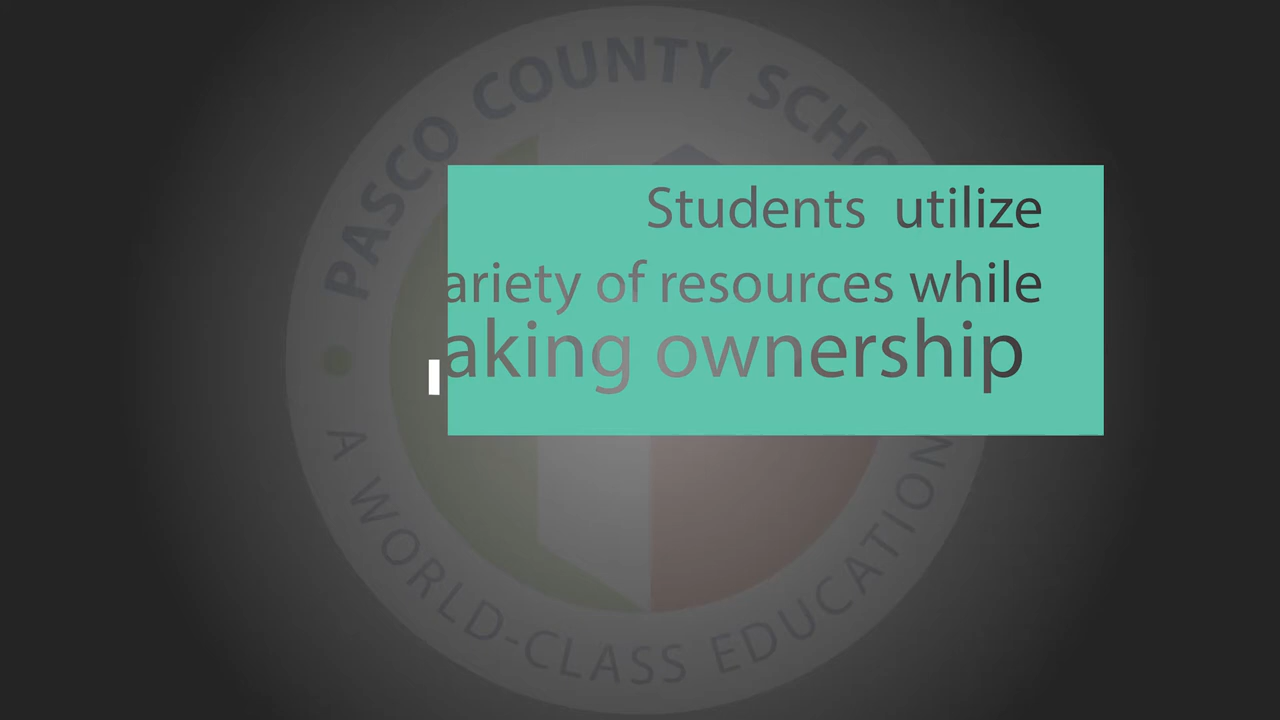 PASCO COUNTY SCHO
Students utilize
ariety of resources while
aking ownership
A WORLD-CLASS EDUCATION